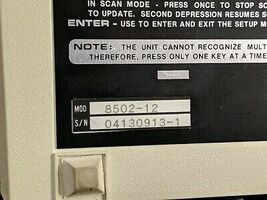 IN SCAN MODE - PRESS ONCE TO STOP SC
TO UPDATE. SECOND DEPRESSION RESUMES S
ENTER - USE TO ENTER AND EXIT THE SETUP M
NOTE: THE UNIT CANNOT RECOGNIZE MULT
THEREFORE, PRESS ONLY ONE KEY AT A TIME
MOD 8502-12
S/N 04130913-1